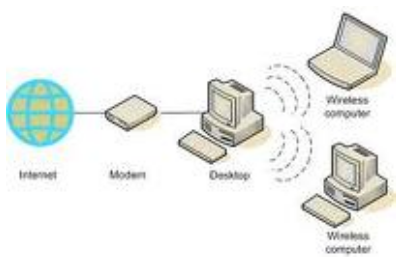 Wireless
computer
Internet
Modem
Desktop
Wireless
computer